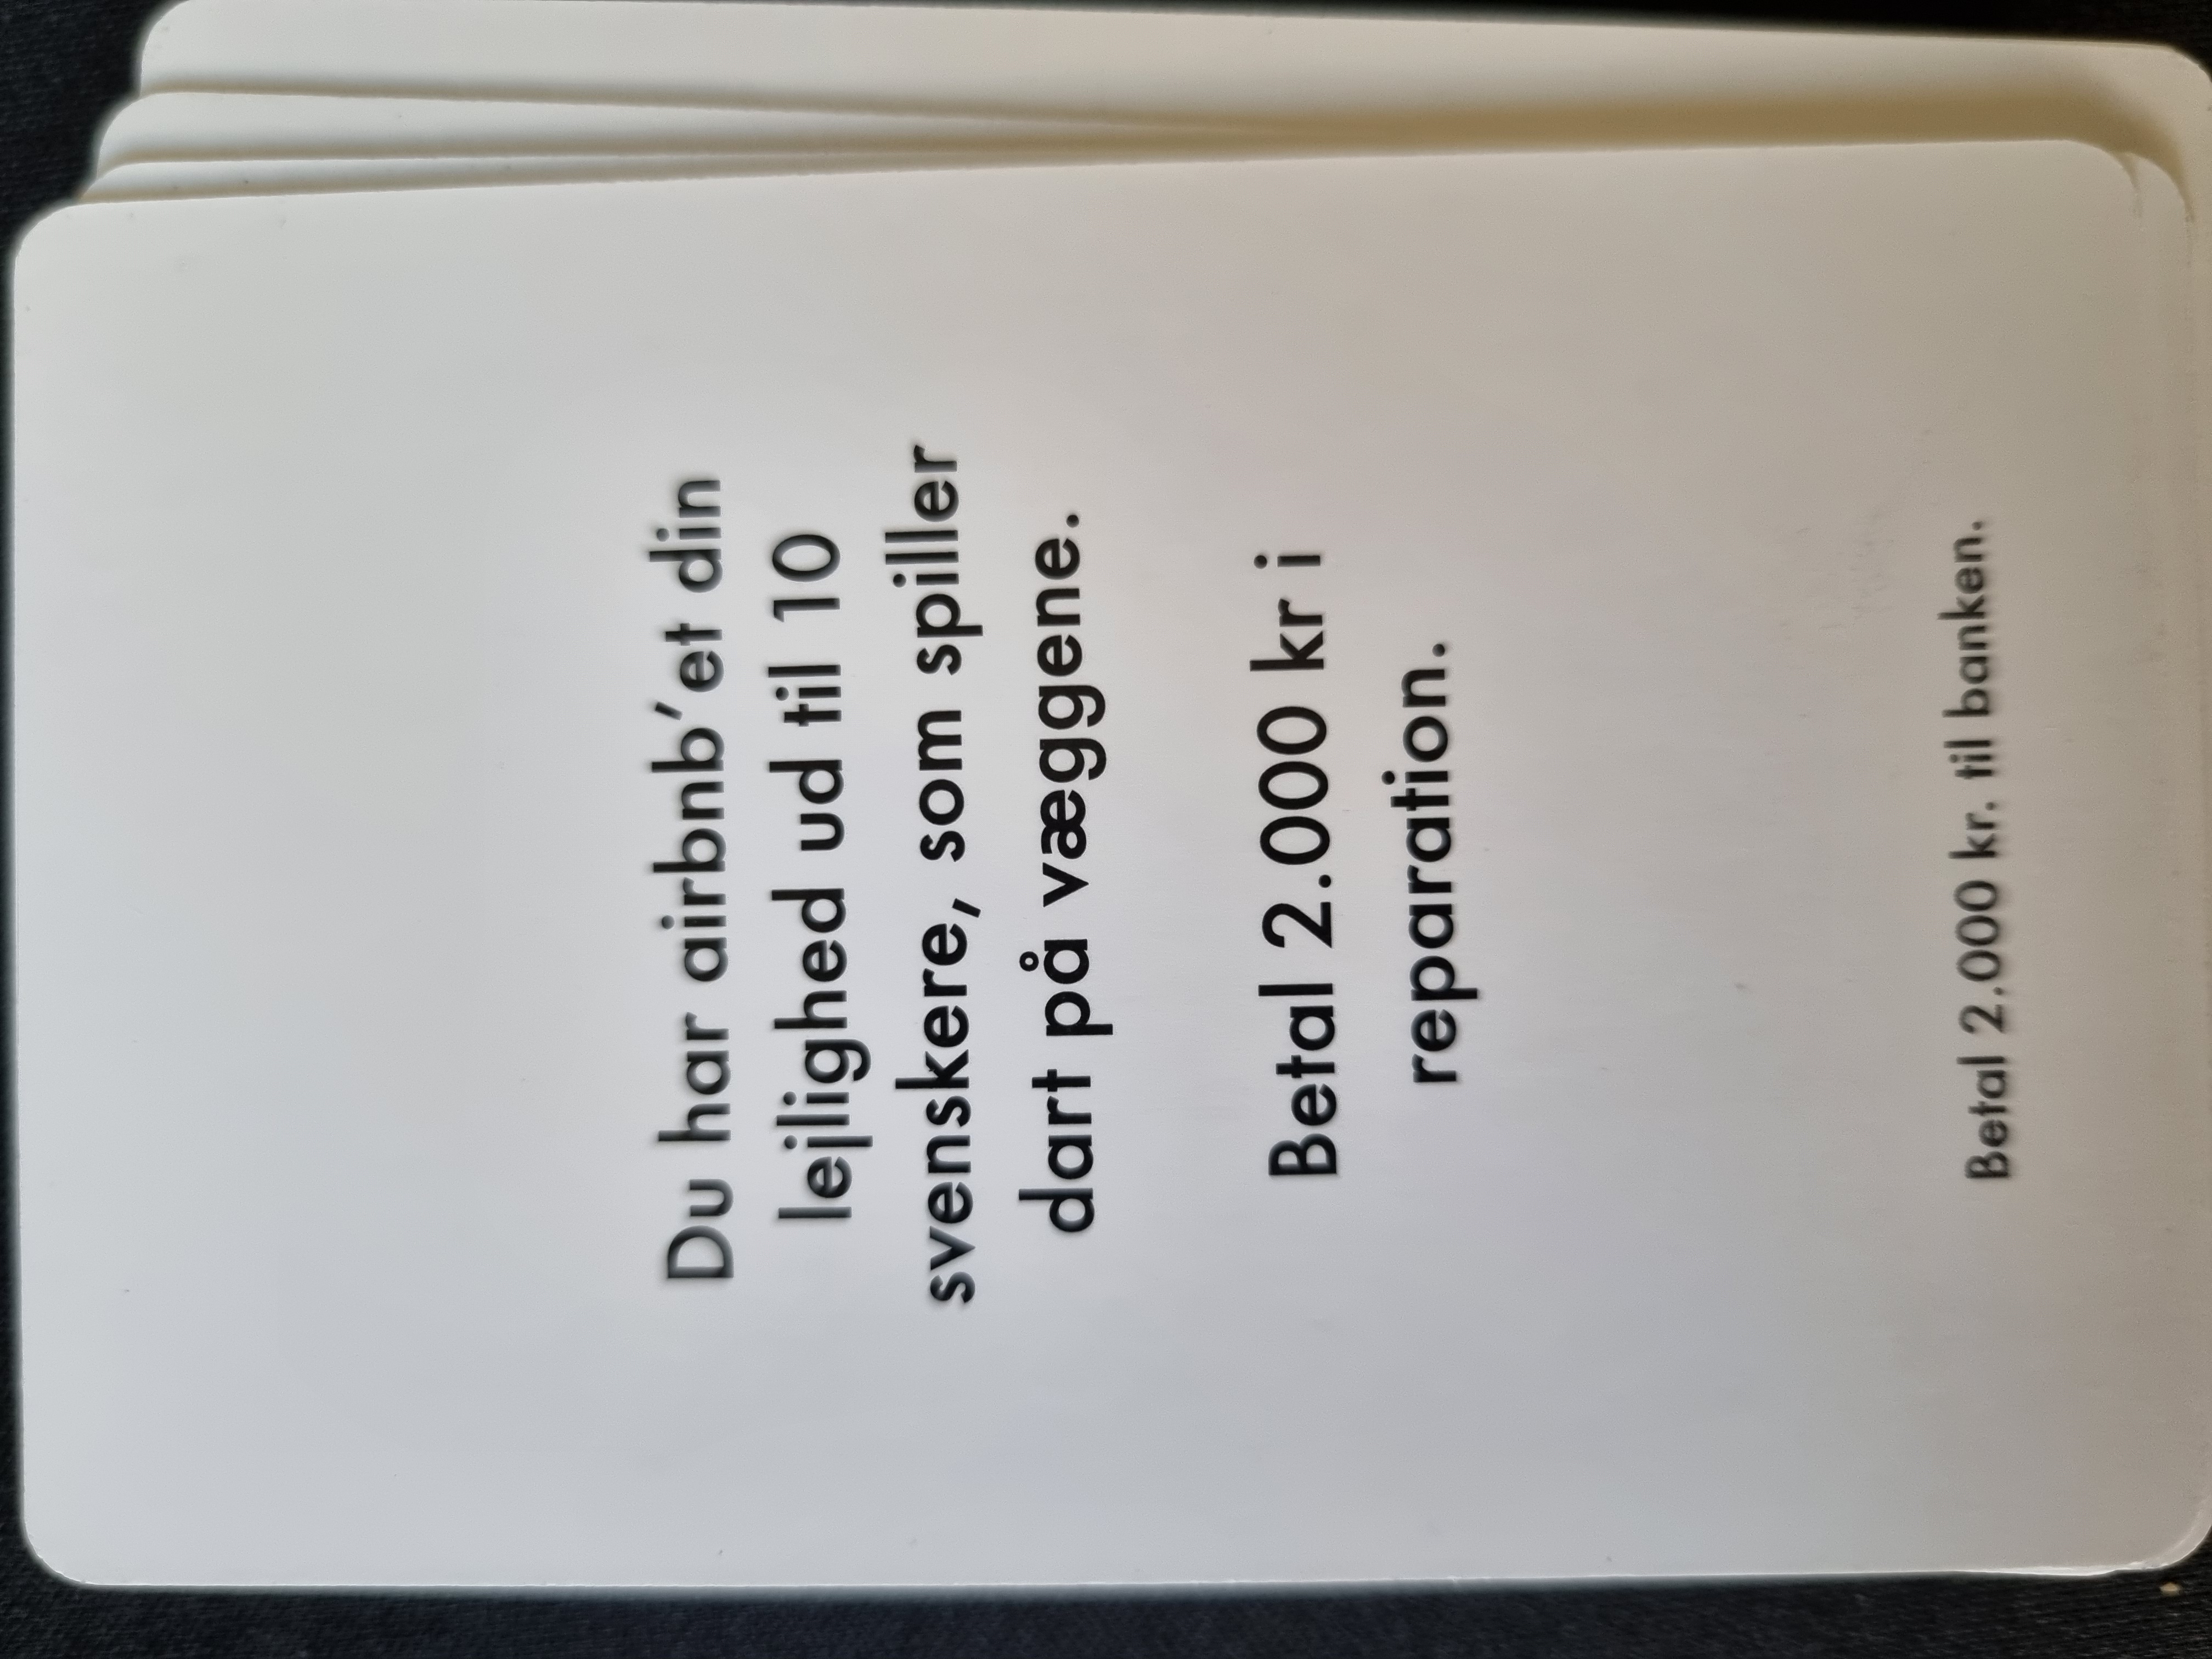 Du har airbnb'et din
lejlighed ud til 10
svenskere, som spiller
dart på væggene.
Betal 2.000 kr i
reparation.
Betal 2.000 kr. til banken.